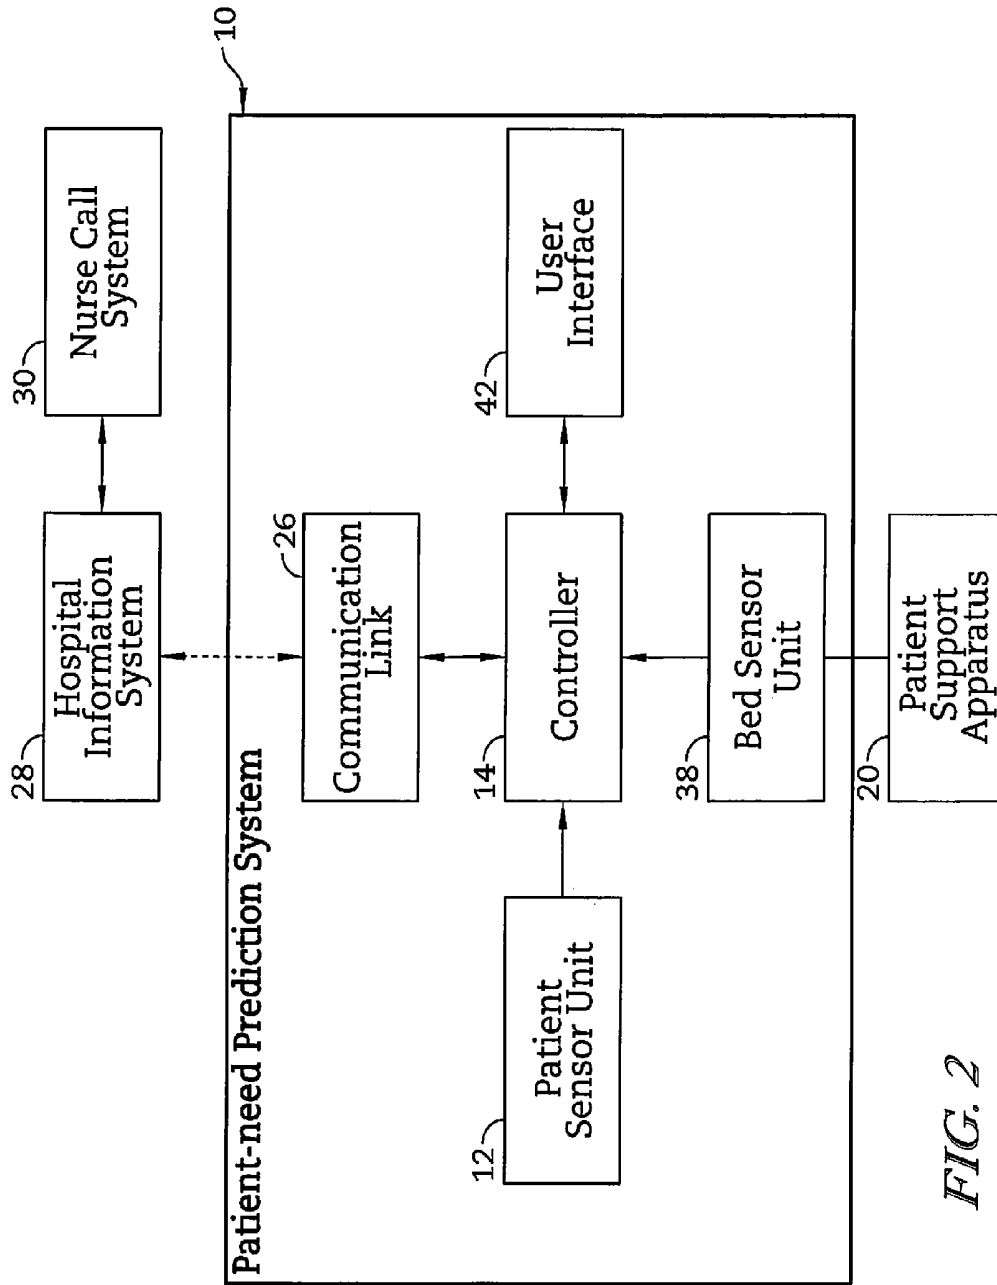 28
Hospital
Information
System
30
Nurse Call
System
10
Patient-need Prediction System
26
Communication
Link
12
Patient
Sensor Unit
14
Controller
42
User
Interface
38
Bed Sensor
Unit
20
Patient
Support
Apparatus
FIG. 2